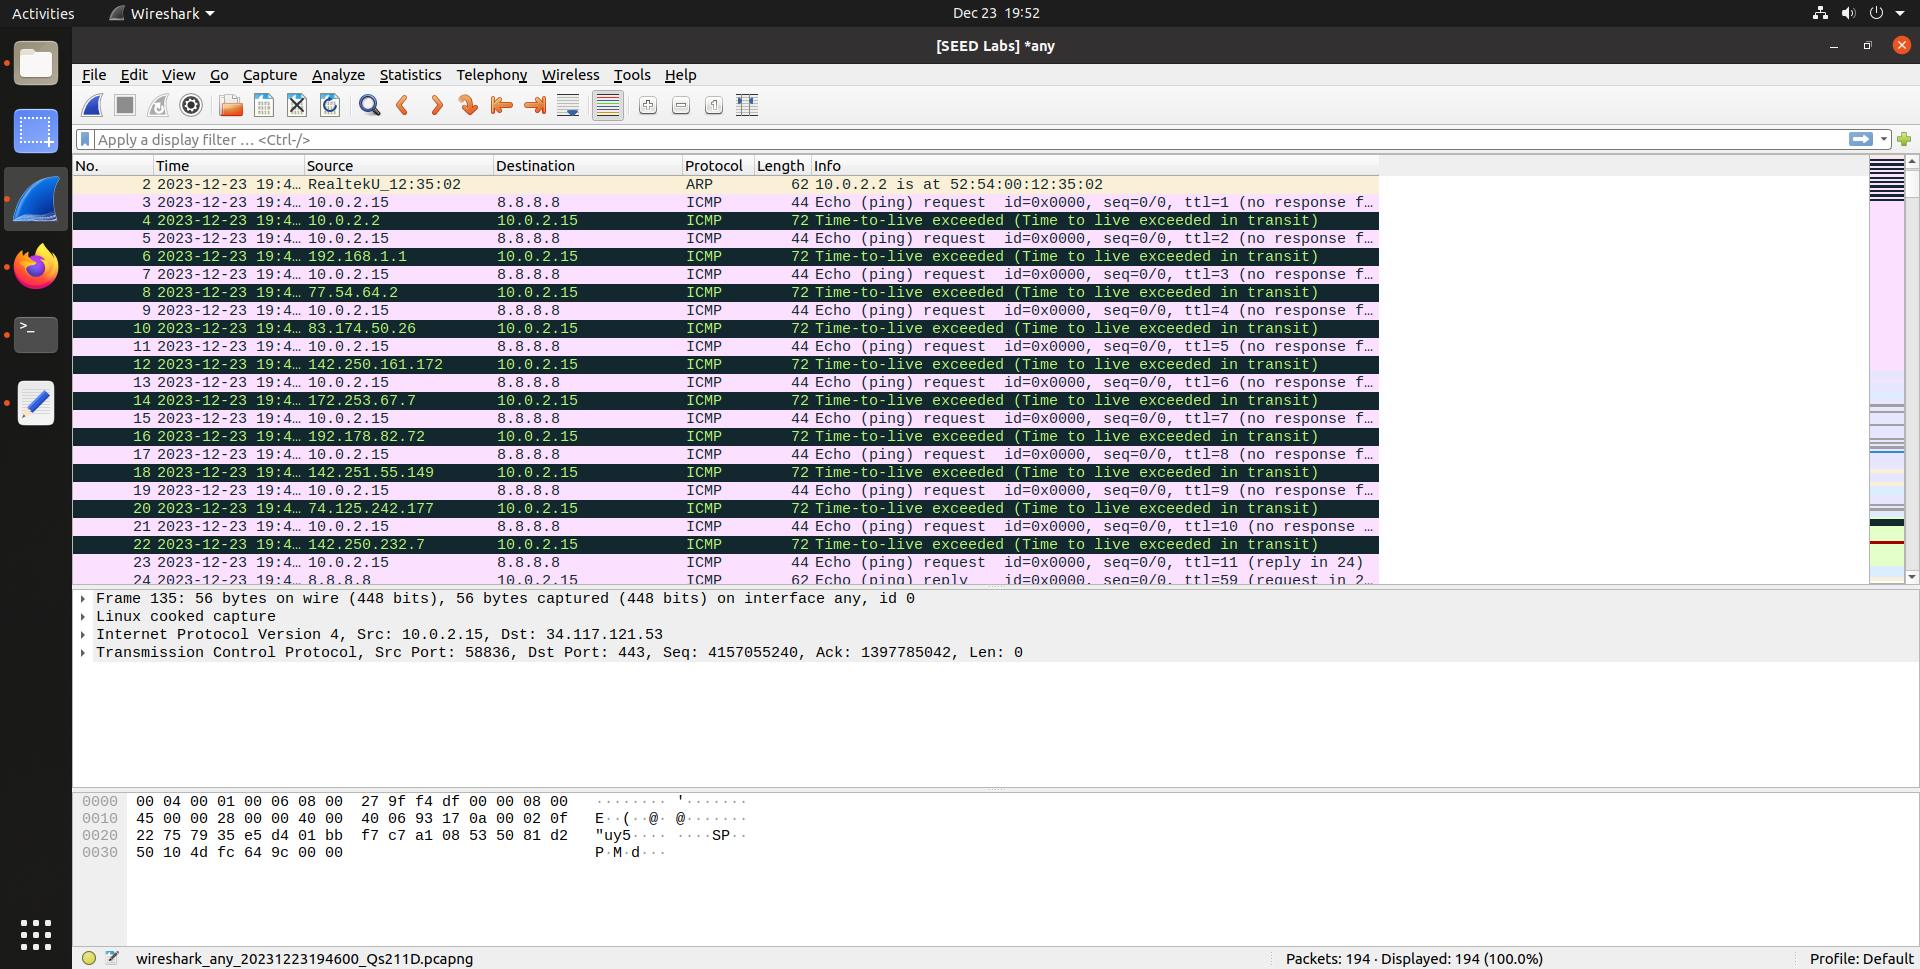 Activities Wireshark Dec 23 19:52
[SEED Labs] *any
File Edit View Go Capture Analyze Statistics Telephony Wireless Tools Help
Apply a display filter … <Ctrl-/>
No. Time Source Destination Protocol Length Info
2 2023-12-23 19:4… RealtekU_12:35:02 ARP 62 10.0.2.2 is at 52:54:00:12:35:02
3 2023-12-23 19:4… 10.0.2.15 8.8.8.8 ICMP 44 Echo (ping) request id=0x0000, seq=0/0, ttl=1 (no response f…
4 2023-12-23 19:4… 10.0.2.2 10.0.2.15 ICMP 72 Time-to-live exceeded (Time to live exceeded in transit)
5 2023-12-23 19:4… 10.0.2.15 8.8.8.8 ICMP 44 Echo (ping) request id=0x0000, seq=0/0, ttl=2 (no response f…
6 2023-12-23 19:4… 192.168.1.1 10.0.2.15 ICMP 72 Time-to-live exceeded (Time to live exceeded in transit)
7 2023-12-23 19:4… 10.0.2.15 8.8.8.8 ICMP 44 Echo (ping) request id=0x0000, seq=0/0, ttl=3 (no response f…
8 2023-12-23 19:4… 77.54.64.2 10.0.2.15 ICMP 72 Time-to-live exceeded (Time to live exceeded in transit)
9 2023-12-23 19:4… 10.0.2.15 8.8.8.8 ICMP 44 Echo (ping) request id=0x0000, seq=0/0, ttl=4 (no response f…
10 2023-12-23 19:4… 83.174.50.26 10.0.2.15 ICMP 72 Time-to-live exceeded (Time to live exceeded in transit)
11 2023-12-23 19:4… 10.0.2.15 8.8.8.8 ICMP 44 Echo (ping) request id=0x0000, seq=0/0, ttl=5 (no response f…
12 2023-12-23 19:4… 142.250.161.172 10.0.2.15 ICMP 72 Time-to-live exceeded (Time to live exceeded in transit)
13 2023-12-23 19:4… 10.0.2.15 8.8.8.8 ICMP 44 Echo (ping) request id=0x0000, seq=0/0, ttl=6 (no response f…
14 2023-12-23 19:4… 172.253.67.7 10.0.2.15 ICMP 72 Time-to-live exceeded (Time to live exceeded in transit)
15 2023-12-23 19:4… 10.0.2.15 8.8.8.8 ICMP 44 Echo (ping) request id=0x0000, seq=0/0, ttl=7 (no response f…
16 2023-12-23 19:4… 192.178.82.72 10.0.2.15 ICMP 72 Time-to-live exceeded (Time to live exceeded in transit)
17 2023-12-23 19:4… 10.0.2.15 8.8.8.8 ICMP 44 Echo (ping) request id=0x0000, seq=0/0, ttl=8 (no response f…
18 2023-12-23 19:4… 142.251.55.149 10.0.2.15 ICMP 72 Time-to-live exceeded (Time to live exceeded in transit)
19 2023-12-23 19:4… 10.0.2.15 8.8.8.8 ICMP 44 Echo (ping) request id=0x0000, seq=0/0, ttl=9 (no response f…
20 2023-12-23 19:4… 74.125.242.177 10.0.2.15 ICMP 72 Time-to-live exceeded (Time to live exceeded in transit)
21 2023-12-23 19:4… 10.0.2.15 8.8.8.8 ICMP 44 Echo (ping) request id=0x0000, seq=0/0, ttl=10 (no response …
22 2023-12-23 19:4… 142.250.232.7 10.0.2.15 ICMP 72 Time-to-live exceeded (Time to live exceeded in transit)
23 2023-12-23 19:4… 10.0.2.15 8.8.8.8 ICMP 44 Echo (ping) request id=0x0000, seq=0/0, ttl=11 (reply in 24)
24 2023-12-23 19:4… 8.8.8.8 10.0.2.15 ICMP 62 Echo (ping) reply id=0x0000, seq=0/0, ttl=59 (request in 2…
Frame 135: 56 bytes on wire (448 bits), 56 bytes captured (448 bits) on interface any, id 0
Linux cooked capture
Internet Protocol Version 4, Src: 10.0.2.15, Dst: 34.117.121.53
Transmission Control Protocol, Src Port: 58836, Dst Port: 443, Seq: 4157055240, Ack: 1397785042, Len: 0
0000 00 04 00 01 00 06 08 00 27 9f f4 df 00 00 08 00 ········ '·······
0010 45 00 00 28 00 00 40 00 40 06 93 17 0a 00 02 0f E··(··@· @·······
0020 22 75 79 35 e5 d4 01 bb f7 c7 a1 08 53 50 81 d2 "uy5···· ····SP··
0030 50 10 4d fc 64 9c 00 00 P·M·d···
wireshark_any_20231223194600_Qs211D.pcapng Packets: 194 · Displayed: 194 (100.0%) Profile: Default